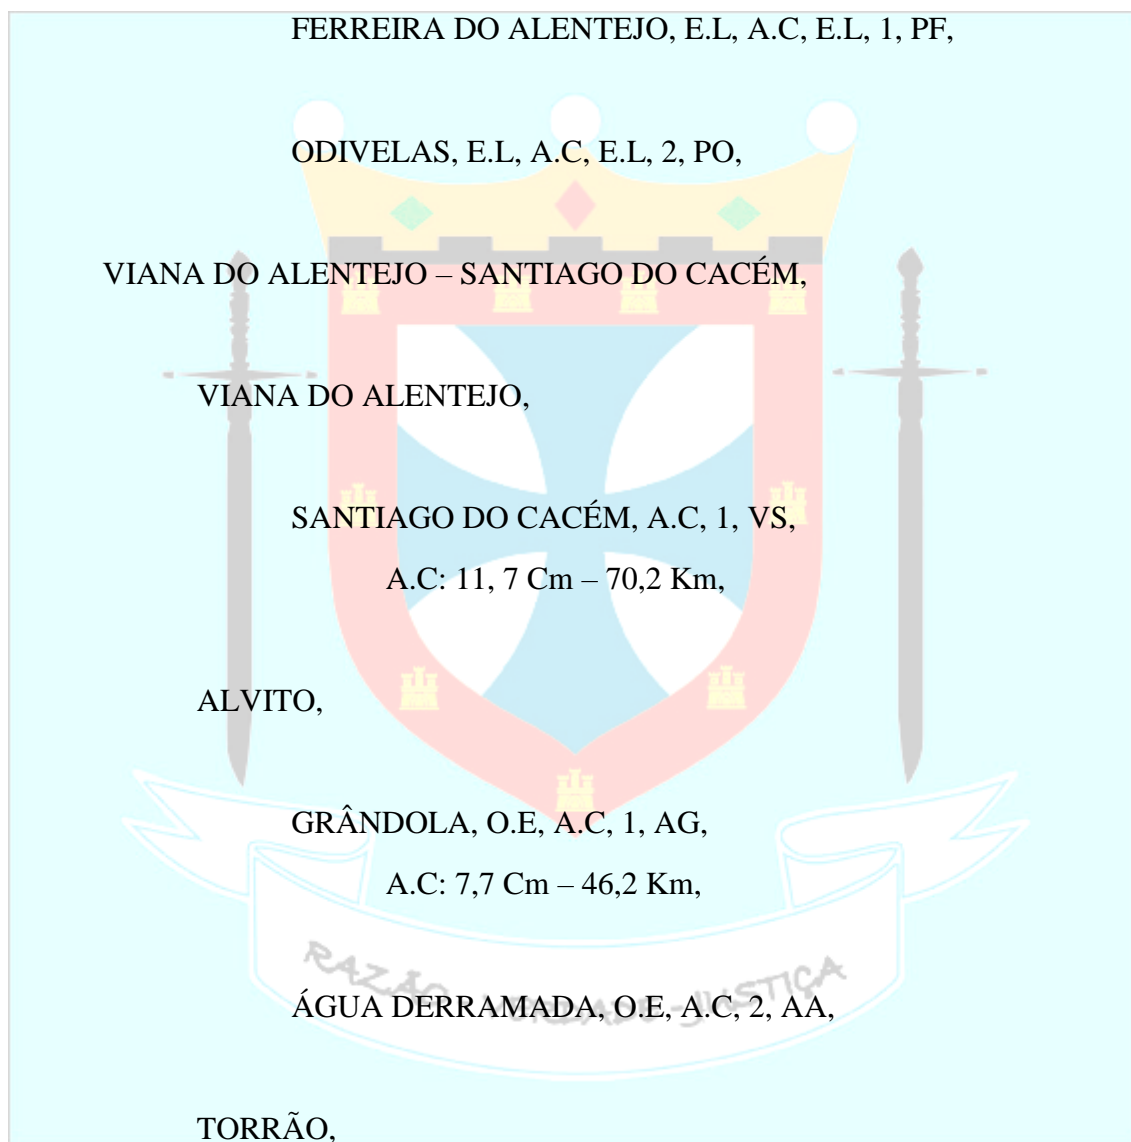 FERREIRA DO ALENTEJO, E.L, A.C, E.L, 1, PF,
ODIVELAS, E.L, A.C, E.L, 2, PO,
VIANA DO ALENTEJO – SANTIAGO DO CACÉM,
VIANA DO ALENTEJO,
SANTIAGO DO CACÉM, A.C, 1, VS,
A.C: 11, 7 Cm – 70,2 Km,
ALVITO,
GRÂNDOLA, O.E, A.C, 1, AG,
A.C: 7,7 Cm – 46,2 Km,
RAZÃO - VERDADE - JUSTIÇA
ÁGUA DERRAMADA, O.E, A.C, 2, AA,
TORRÃO,